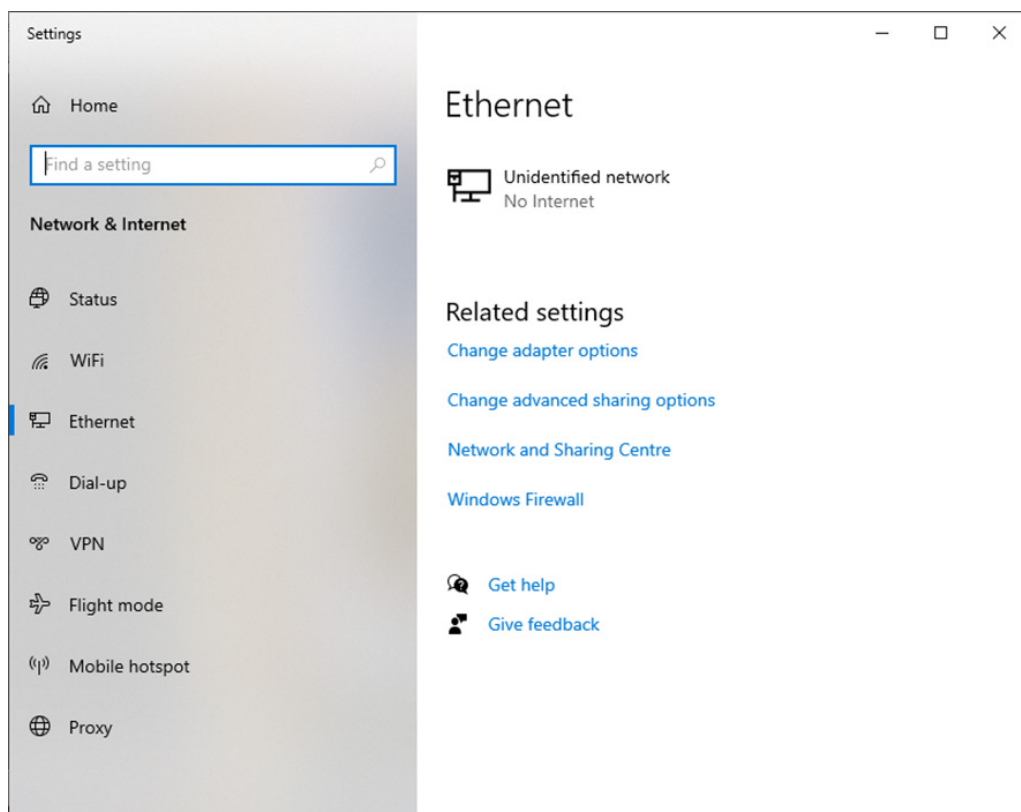 Settings
Home
Find a setting
Network & Internet
Status
WiFi
Ethernet
Dial-up
VPN
Flight mode
Mobile hotspot
Proxy
Ethernet
Unidentified network
No Internet
Related settings
Change adapter options
Change advanced sharing options
Network and Sharing Centre
Windows Firewall
Get help
Give feedback